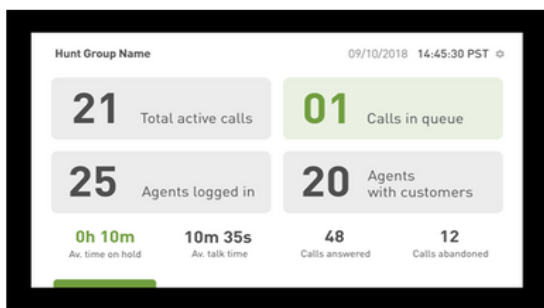 Hunt Group Name 09/10/2018 14:45:30 PST
21 Total active calls
01 Calls in queue
25 Agents logged in
20 Agents
with customers
0h 10m 10m 35s 48 12
Av. time on hold Av. talk time Calls answered Calls abandoned